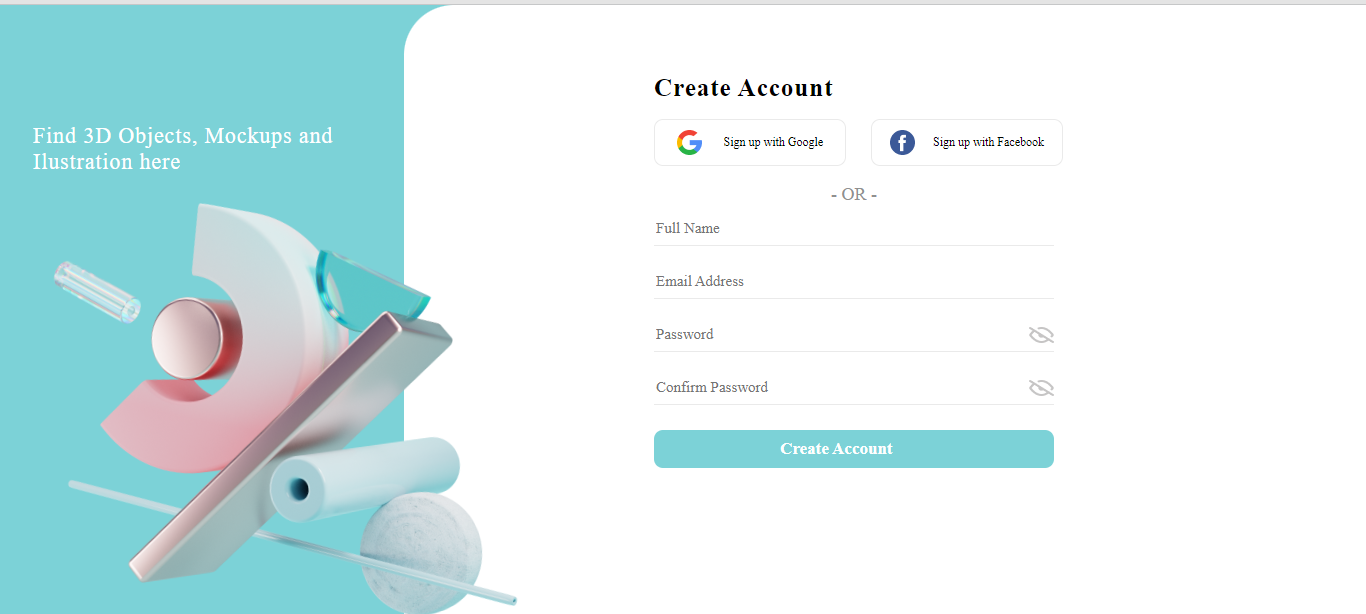 Find 3D Objects, Mockups and
Ilustration here
Create Account
Sign up with Google
Sign up with Facebook
- OR -
Full Name
Email Address
Password
Confirm Password
Create Account